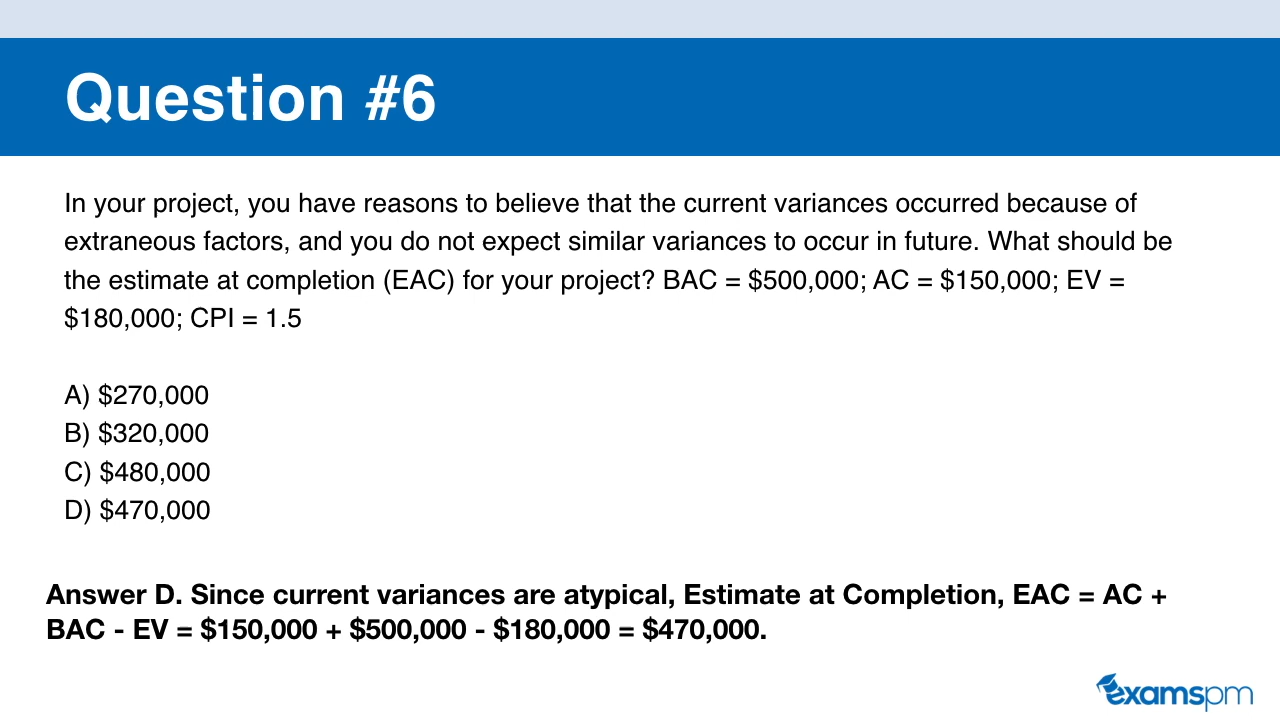 Question #6
In your project, you have reasons to believe that the current variances occurred because of
extraneous factors, and you do not expect similar variances to occur in future. What should be
the estimate at completion (EAC) for your project? BAC = $500,000; AC = $150,000; EV =
$180,000; CPI = 1.5
A) $270,000
B) $320,000
C) $480,000
D) $470,000
Answer D. Since current variances are atypical, Estimate at Completion, EAC = AC +
BAC - EV = $150,000 + $500,000 - $180,000 = $470,000.
examspm